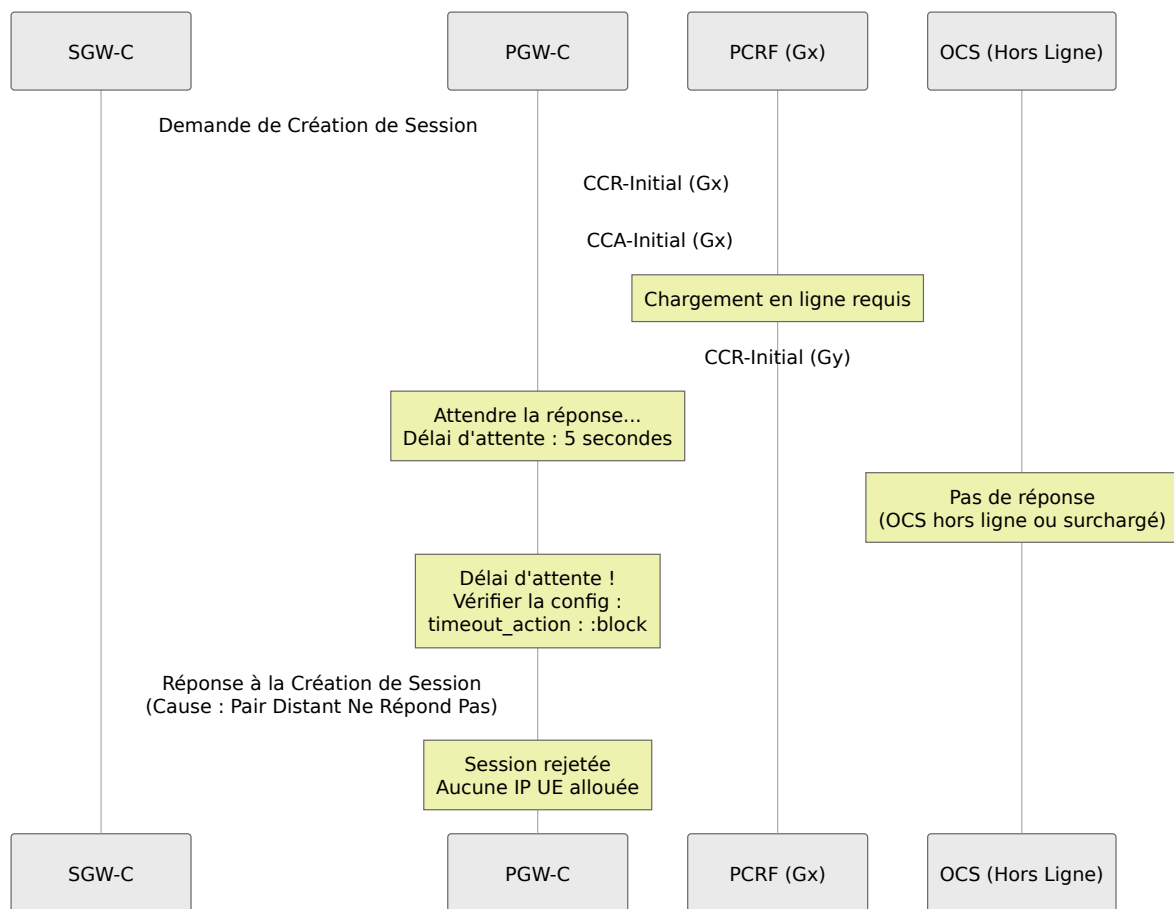 SGW-C
PGW-C
PCRF (Gx)
OCS (Hors Ligne)
Demande de Création de Session
CCR-Initial (Gx)
CCA-Initial (Gx)
Chargement en ligne requis
CCR-Initial (Gy)
Attendre la réponse...
Délai d'attente : 5 secondes
Pas de réponse
(OCS hors ligne ou surchargé)
Délai d'attente !
Vérifier la config :
timeout_action : :block
Réponse à la Création de Session
(Cause : Pair Distant Ne Répond Pas)
Session rejetée
Aucune IP UE allouée
SGW-C
PGW-C
PCRF (Gx)
OCS (Hors Ligne)